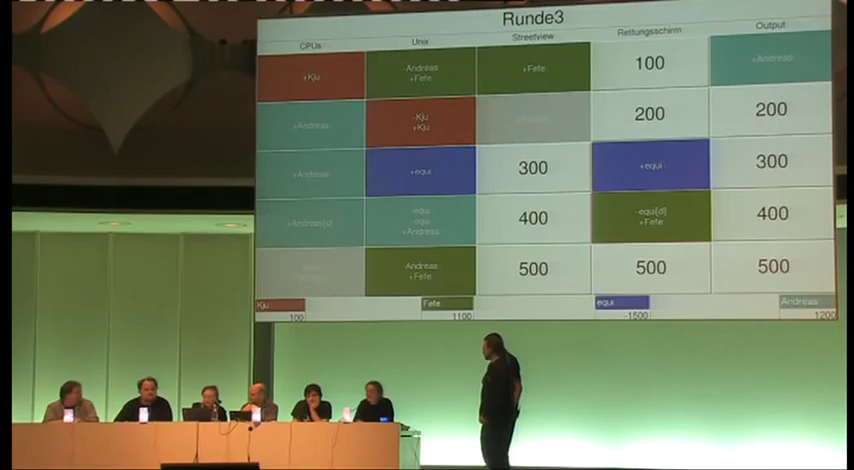 Runde3
CPUs Unix Streetview Rettungsschirm Output
+Kju
-Andreas
+Fefe
+Fefe
100
+Andreas
+Andreas
-Kju
+Kju
200
200
+Andreas
+equi
300
+equi
300
+Andreas{d}
-equi
-equi
+Andreas
400
-equi{d}
+Fefe
400
-Andreas
+Fefe
500
500
500
Kju Fefe equi Andreas
100 1100 -1500 1200